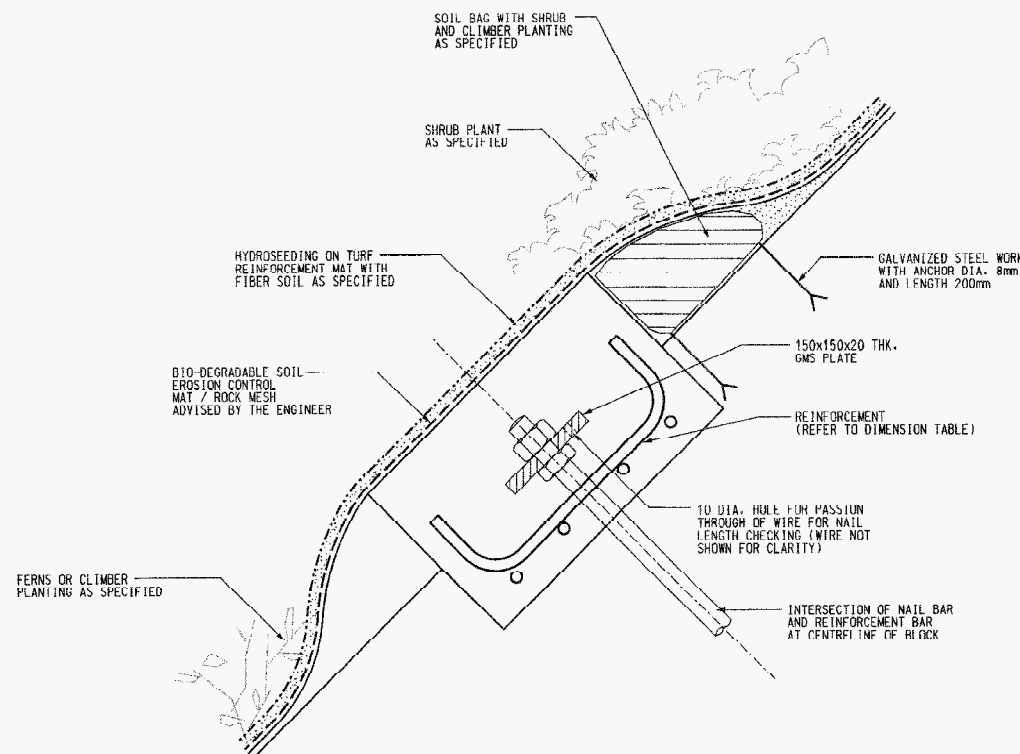 SOIL BAG WITH SHRUB
AND CLIMBER PLANTING
AS SPECIFIED
SHRUB PLANT
AS SPECIFIED
HYDROSEEDING ON TURF
REINFORCEMENT MAT WITH
FIBER SOIL AS SPECIFIED
GALVANIZED STEEL WORK
WITH ANCHOR DIA. 8mm
AND LENGTH 200mm
150x150x20 THK.
GMS PLATE
BIO-DEGRADABLE SOIL
EROSION CONTROL
MAT / ROCK MESH
ADVISED BY THE ENGINEER
REINFORCEMENT
(REFER TO DIMENSION TABLE)
10 DIA. HOLE FOR PASSION
THROUGH OF WIRE FOR NAIL
LENGTH CHECKING (WIRE NOT
SHOWN FOR CLARITY)
FERNS OR CLIMBER
PLANTING AS SPECIFIED
INTERSECTION OF NAIL BAR
AND REINFORCEMENT BAR
AT CENTRELINE OF BLOCK